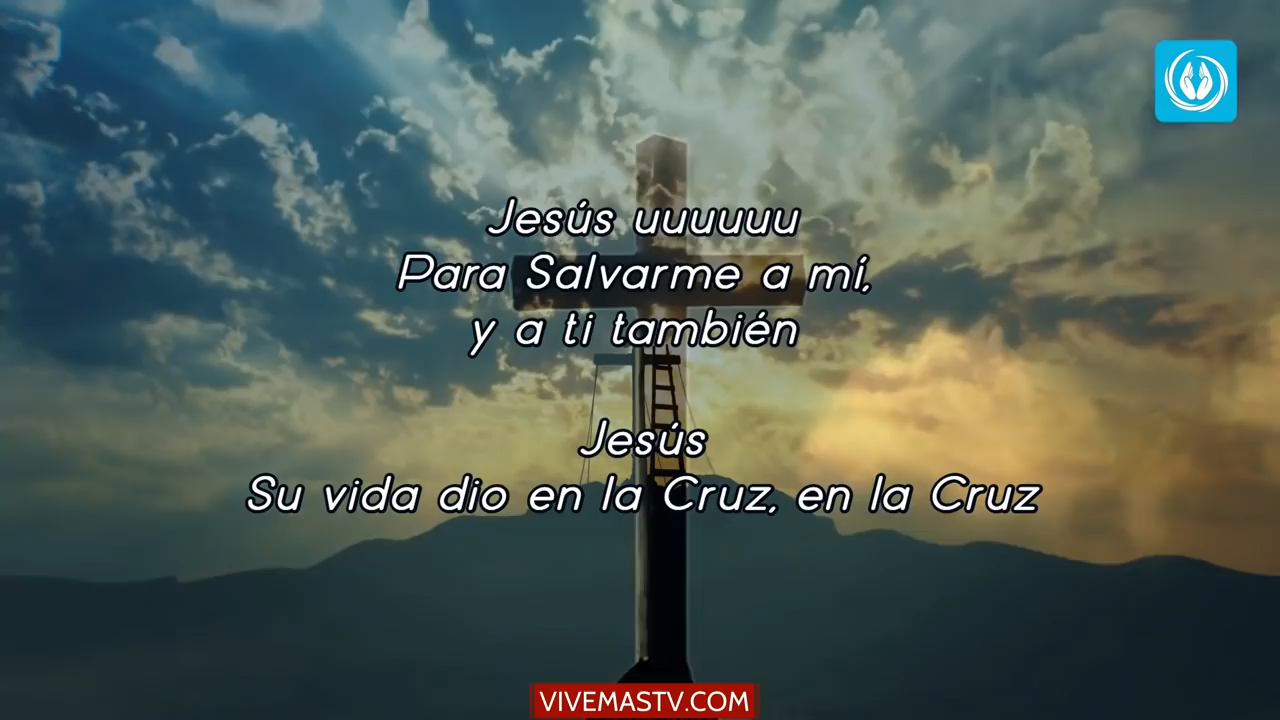 Jesús uuuuuu
Para Salvarme a mí,
y a ti también
Jesús
Su vida dio en la Cruz, en la Cruz
VIVEMASTV.COM